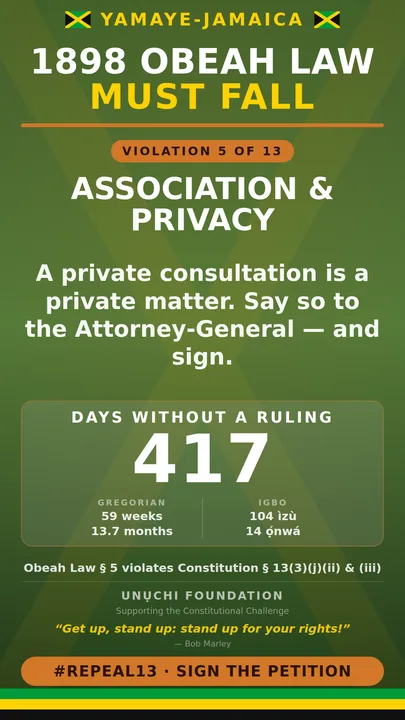 YAMAYE-JAMAICA
1898 OBEAH LAW
MUST FALL
VIOLATION 5 OF 13
ASSOCIATION &
PRIVACY
A private consultation is a
private matter. Say so to
the Attorney-General — and
sign.
DAYS WITHOUT A RULING
417
GREGORIAN
59 weeks
13.7 months
IGBO
104 ìzù
14 ọ́nwá
Obeah Law § 5 violates Constitution § 13(3)(j)(ii) & (iii)
UNỤCHI FOUNDATION
Supporting the Constitutional Challenge
“Get up, stand up: stand up for your rights!”
— Bob Marley
#REPEAL13 · SIGN THE PETITION